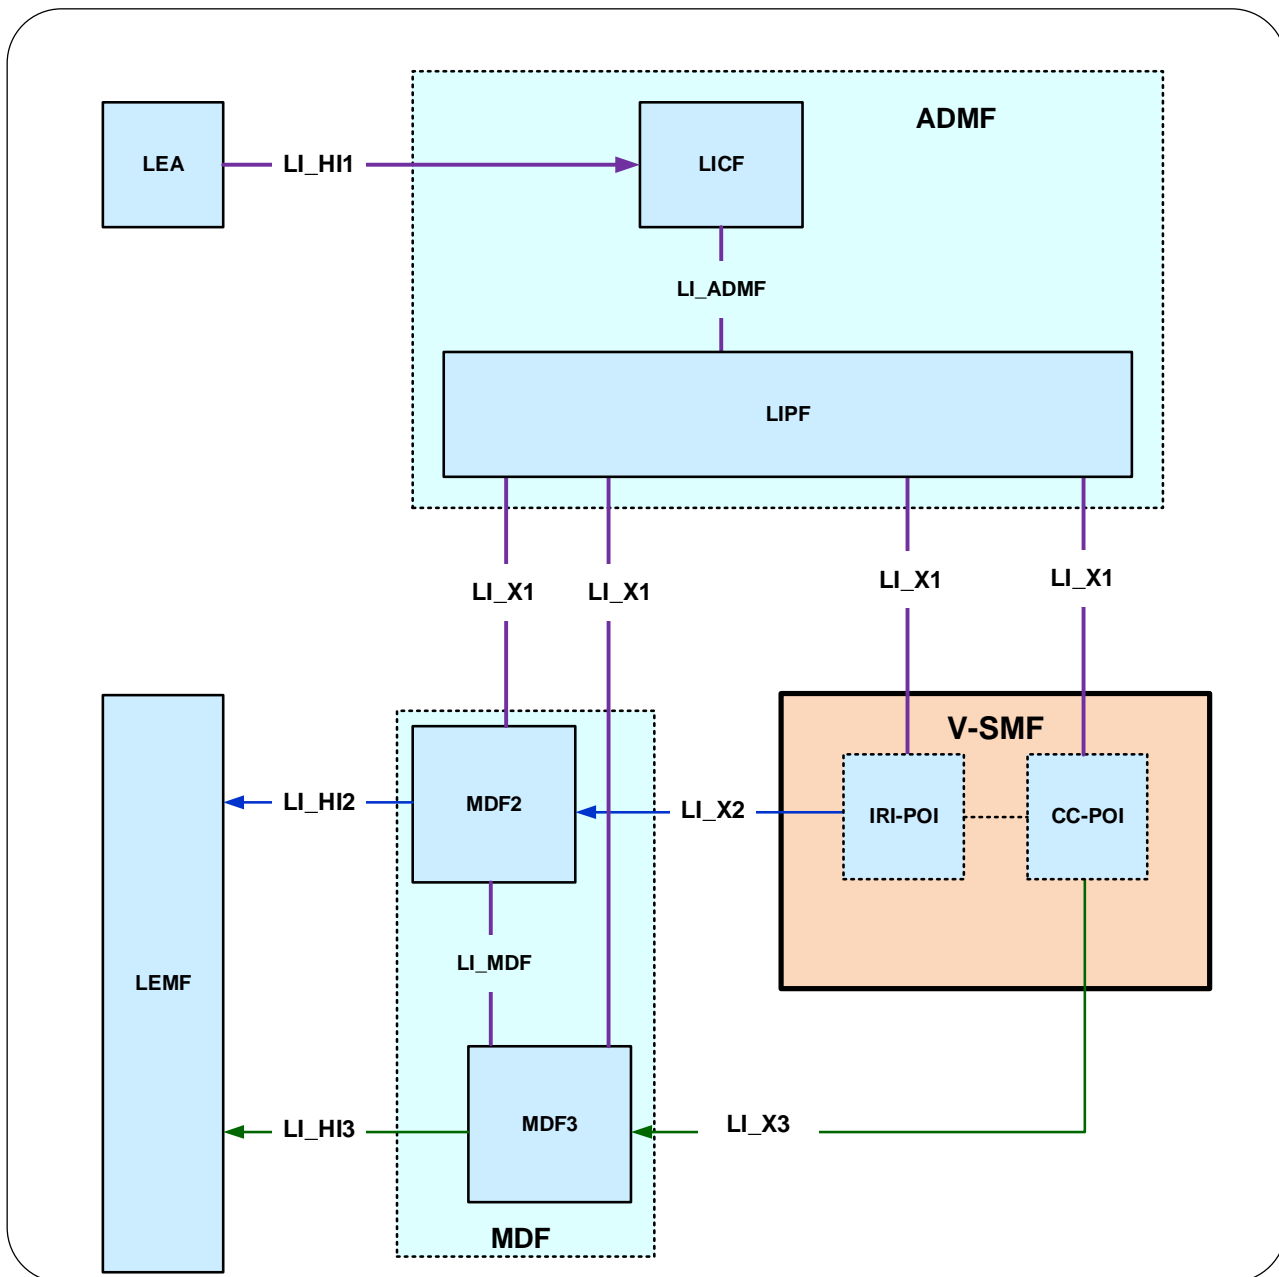 ADMF
LEA
LI_HI1
LICF
LI_ADMF
LIPF
LI_X1
LI_X1
LI_X1
LI_X1
V-SMF
LI_HI2
MDF2
LI_X2
IRI-POI
CC-POI
LEMF
LI_MDF
LI_HI3
MDF3
LI_X3
MDF